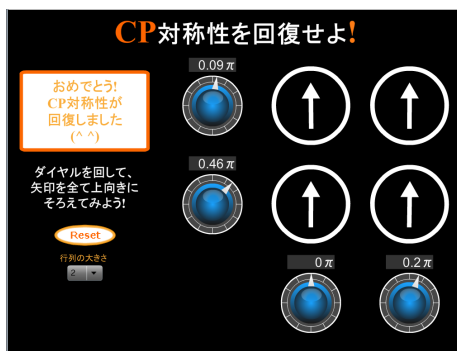 CP対称性を回復せよ!
0.09 π
おめでとう!
CP対称性が
回復しました
(^ ^)
0.46 π
ダイヤルを回して、
矢印を全て上向きに
そろえてみよう!
Reset
行列の大きさ
2
0 π
0.2 π